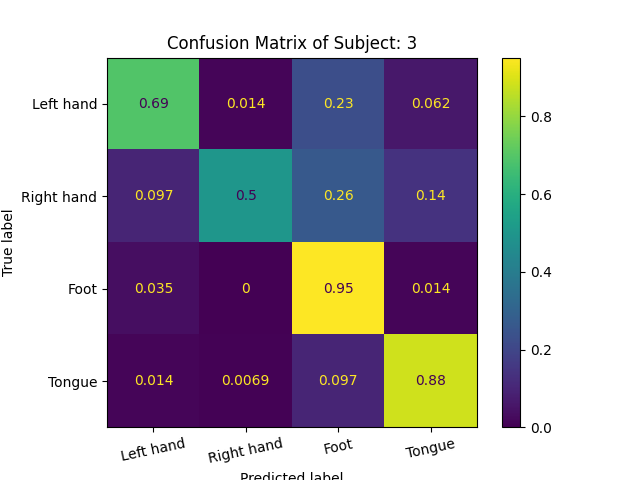 Confusion Matrix of Subject: 3
True label
Left hand 0.69 0.014 0.23 0.062
Right hand 0.097 0.5 0.26 0.14
Foot 0.035 0 0.95 0.014
Tongue 0.014 0.0069 0.097 0.88
Left hand Right hand Foot Tongue
Predicted label
0.8
0.6
0.4
0.2
0.0